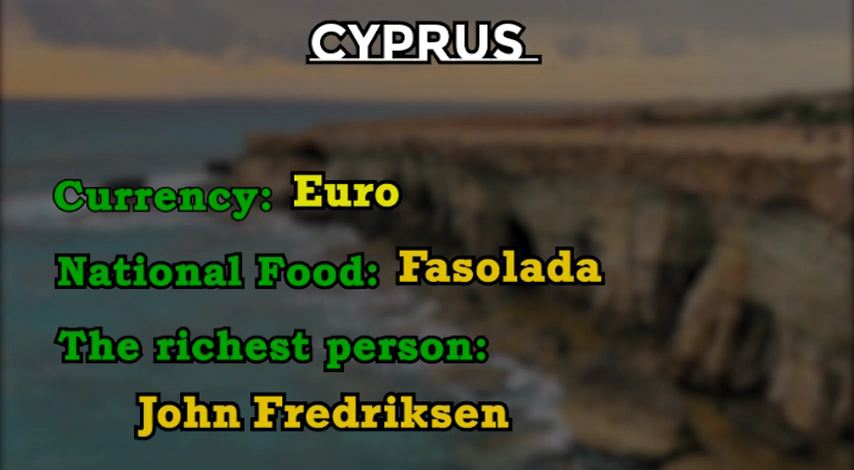 CYPRUS
Currency: Euro
National Food: Fasolada
The richest person:
John Fredriksen